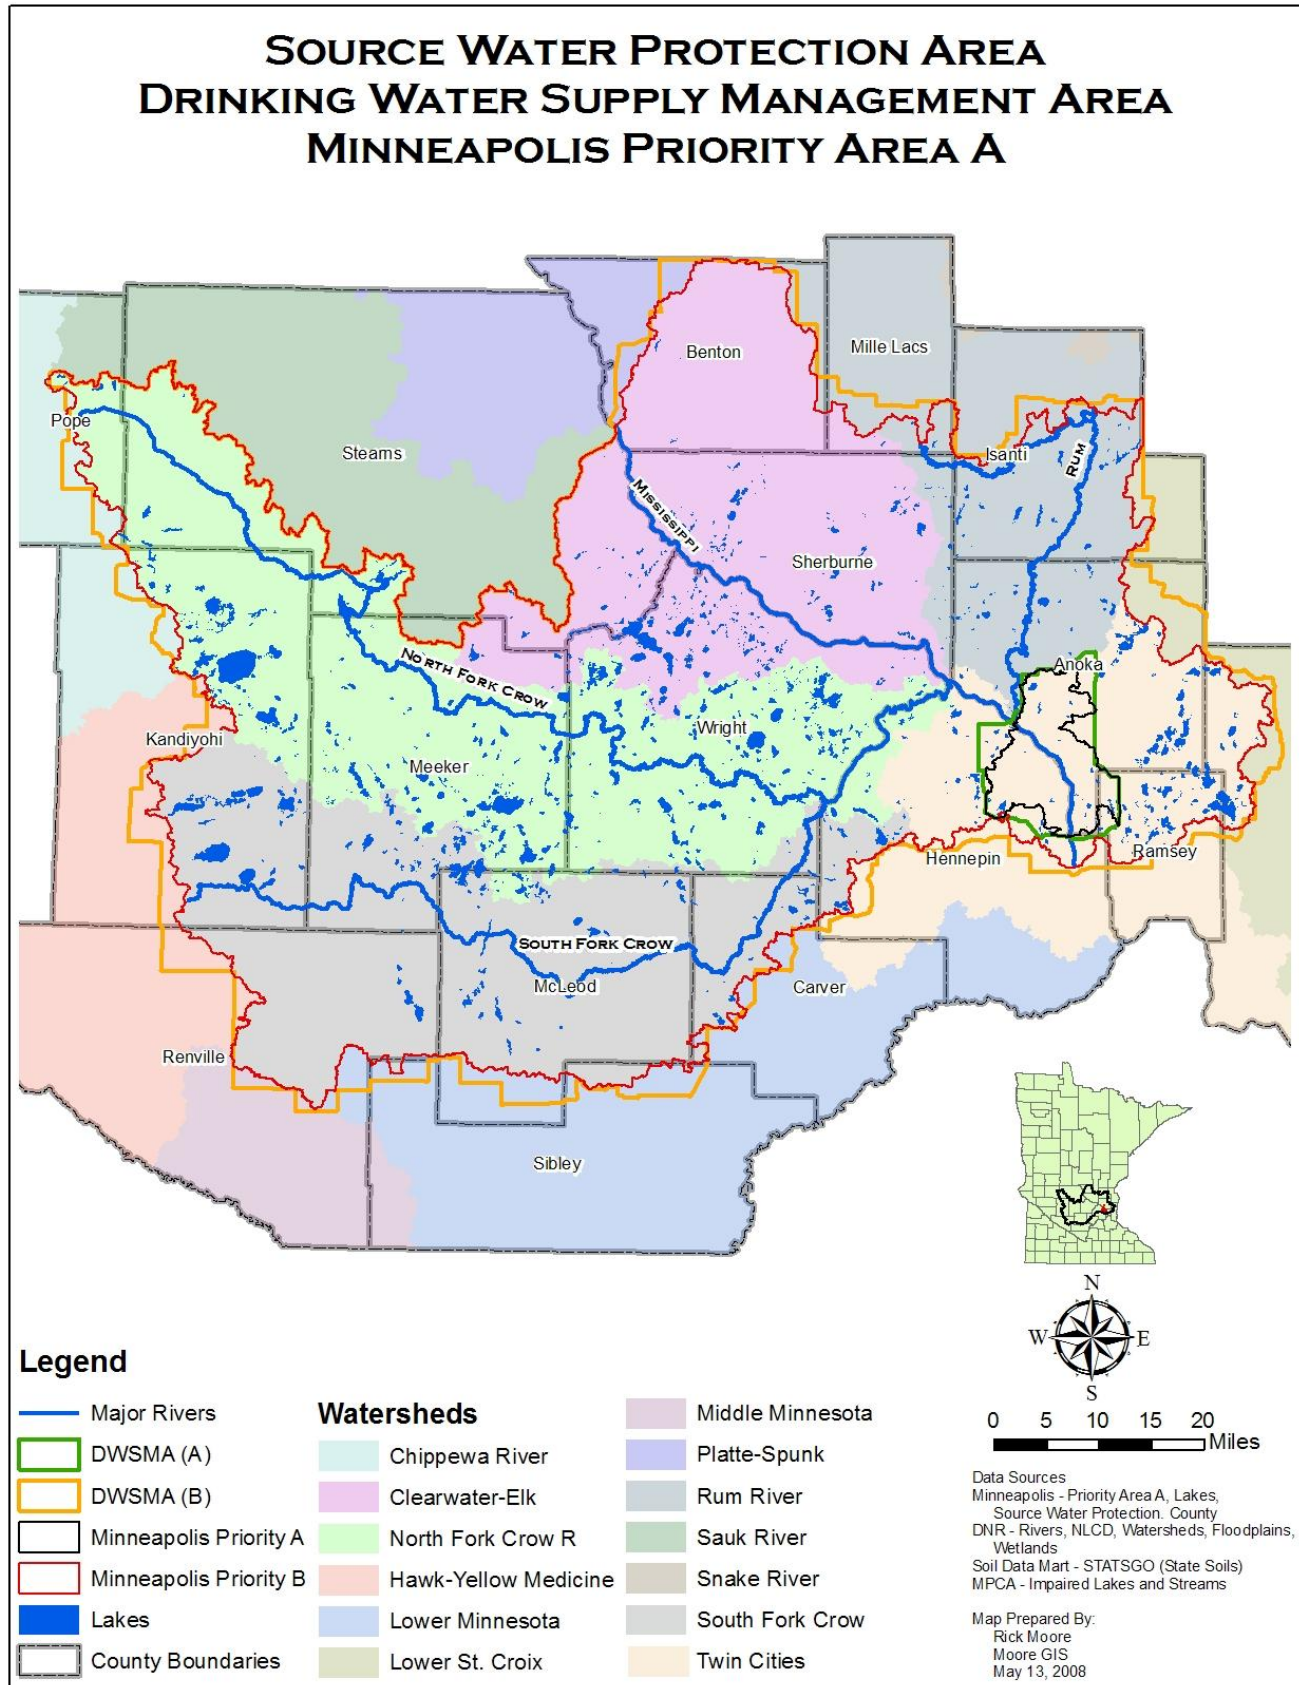 SOURCE WATER PROTECTION AREA
DRINKING WATER SUPPLY MANAGEMENT AREA
MINNEAPOLIS PRIORITY AREA A
Benton
Mille Lacs
Pope
Stearns
Isanti
RUM
MISSISSIPPI
Sherburne
NORTH FORK CROW
Anoka
Kandiyohi
Wright
Meeker
Hennepin
Ramsey
SOUTH FORK CROW
McLeod
Carver
Renville
Sibley
N
W
E
S
Legend
Major Rivers
DWSMA (A)
DWSMA (B)
Minneapolis Priority A
Minneapolis Priority B
Lakes
County Boundaries
Watersheds
Chippewa River
Clearwater-Elk
North Fork Crow R
Hawk-Yellow Medicine
Lower Minnesota
Lower St. Croix
Middle Minnesota
Platte-Spunk
Rum River
Sauk River
Snake River
South Fork Crow
Twin Cities
0 5 10 15 20
Miles
Data Sources
Minneapolis - Priority Area A, Lakes,
Source Water Protection. County
DNR - Rivers, NLCD, Watersheds, Floodplains,
Wetlands
Soil Data Mart - STATSGO (State Soils)
MPCA - Impaired Lakes and Streams
Map Prepared By:
Rick Moore
Moore GIS
May 13, 2008